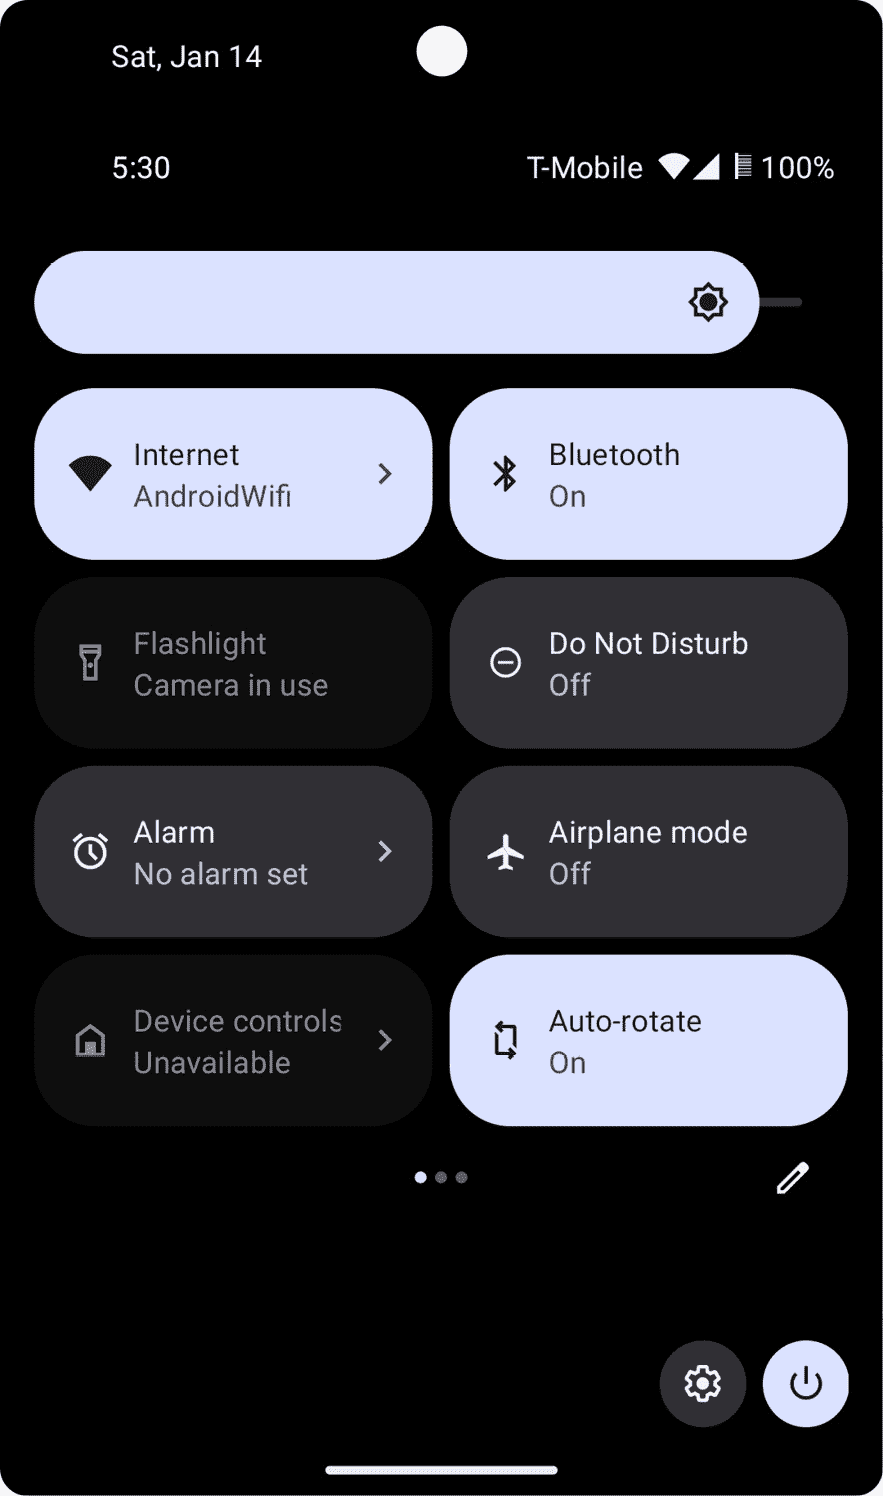 Sat, Jan 14
5:30
T-Mobile 100%
Internet
AndroidWifi
Bluetooth
On
Flashlight
Camera in use
Do Not Disturb
Off
Alarm
No alarm set
Airplane mode
Off
Device controls
Unavailable
Auto-rotate
On